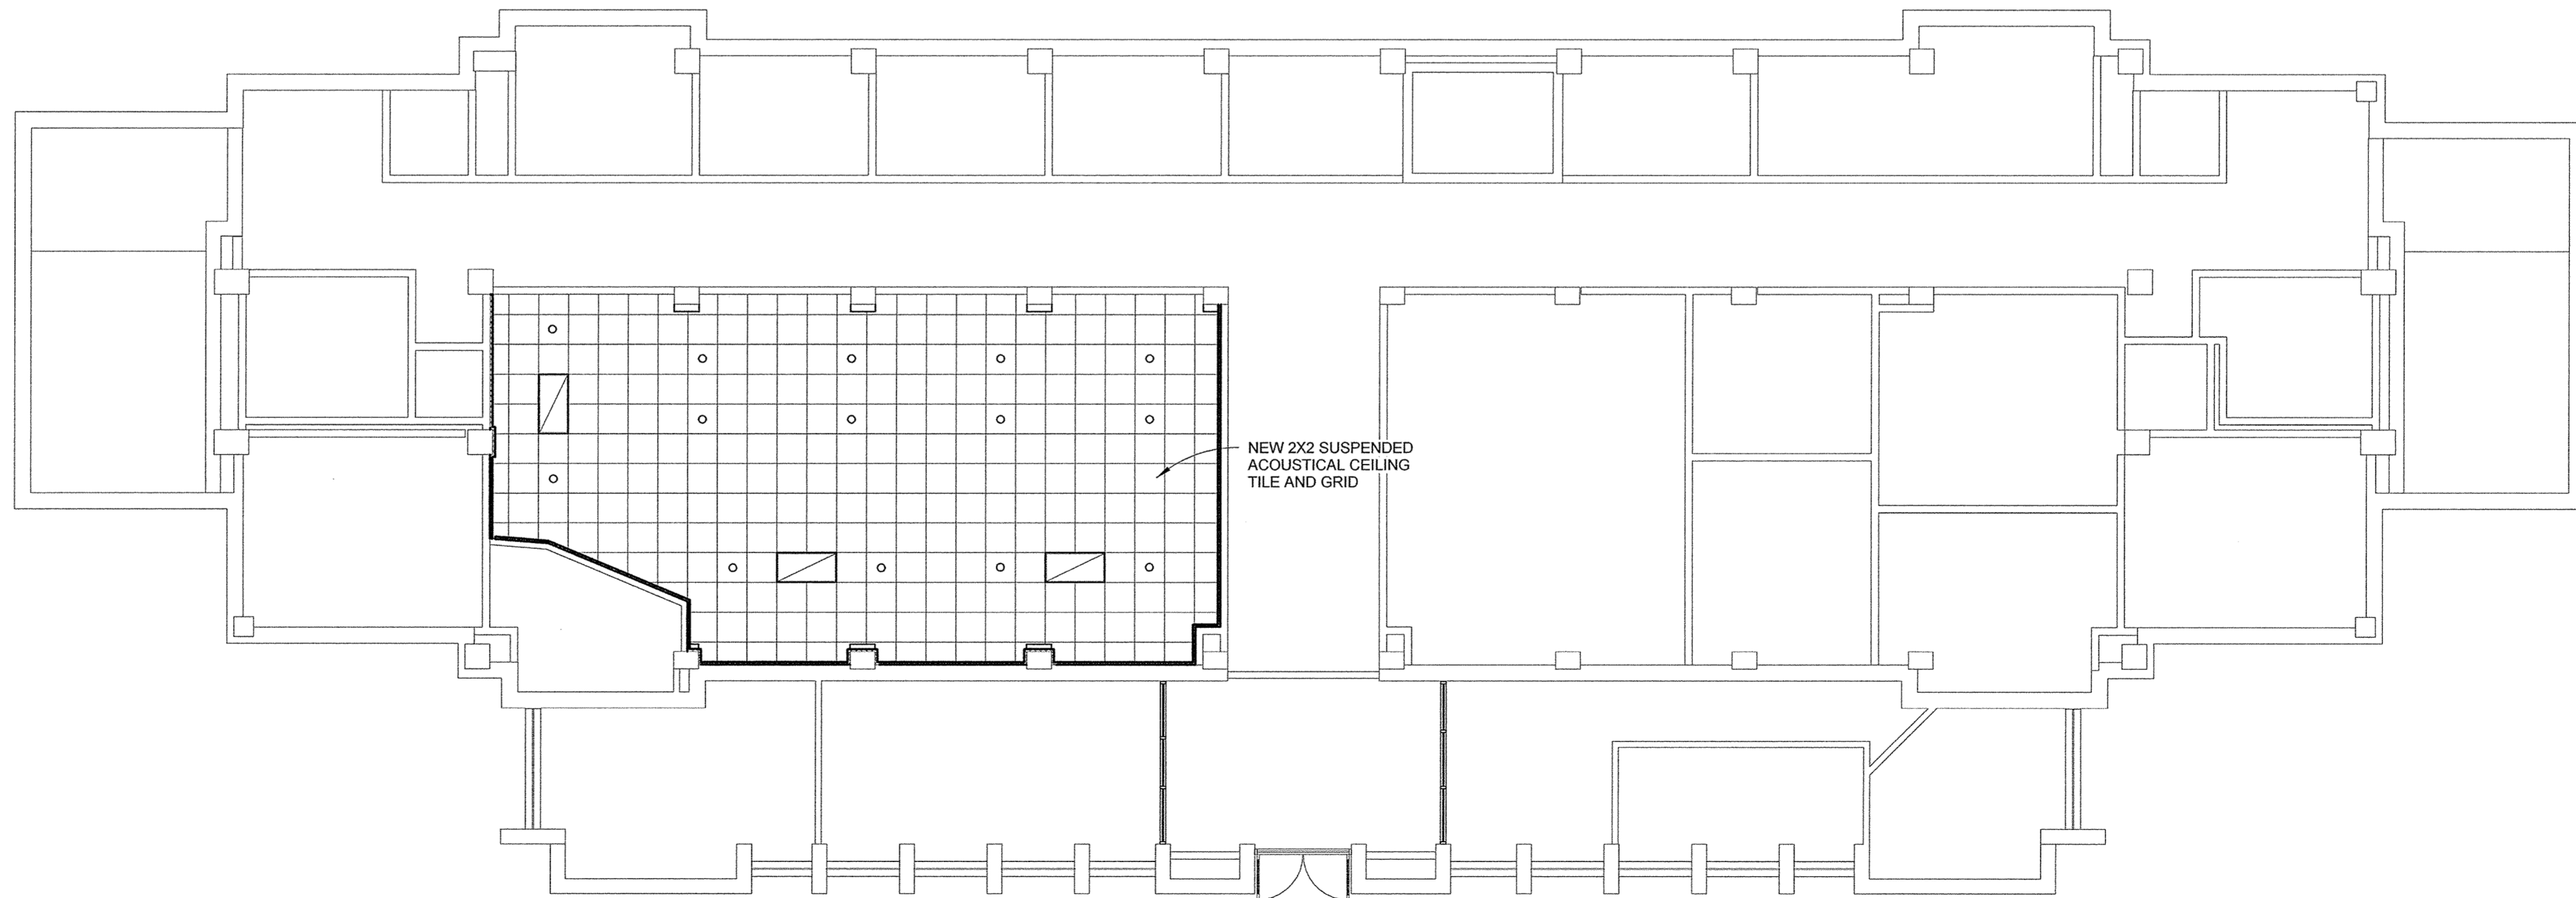 NEW 2X2 SUSPENDED
ACOUSTICAL CEILING
TILE AND GRID